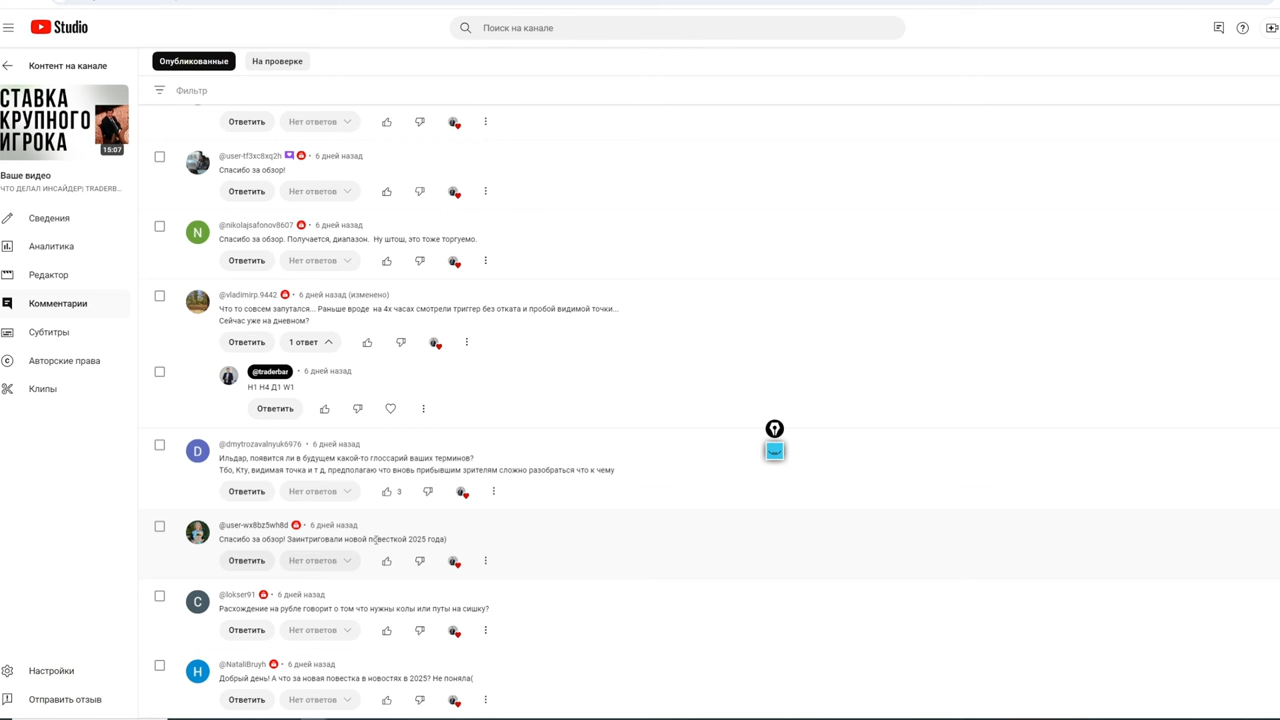 Studio
Поиск на канале
Контент на канале
СТАВКА
КРУПНОГО
ИГРОКА
15:07
Ваше видео
ЧТО ДЕЛАЛ ИНСАЙДЕР| TRADERB...
Сведения
Аналитика
Редактор
Комментарии
Субтитры
Авторские права
Клипы
Настройки
Отправить отзыв
Опубликованные
На проверке
Фильтр
Ответить
Нет ответов
@user-tf3xc8xq2h • 6 дней назад
Спасибо за обзор!
Ответить
Нет ответов
N
@nikolajsafonov8607 • 6 дней назад
Спасибо за обзор. Получается, диапазон. Ну штош, это тоже торгуемо.
Ответить
Нет ответов
@vladimirp.9442 • 6 дней назад (изменено)
Что то совсем запутался... Раньше вроде на 4х часах смотрели триггер без отката и пробой видимой точки...
Сейчас уже на дневном?
Ответить
1 ответ
@traderbar • 6 дней назад
Н1 Н4 Д1 W1
Ответить
D
@dmytrozavalnyuk6976 • 6 дней назад
Ильдар, появится ли в будущем какой-то глоссарий ваших терминов?
Тбо, Кту, видимая точка и т д, предполагаю что вновь прибывшим зрителям сложно разобраться что к чему
Ответить
Нет ответов
3
@user-wx8bz5wh8d • 6 дней назад
Спасибо за обзор! Заинтриговали новой повесткой 2025 года)
Ответить
Нет ответов
C
@lokser91 • 6 дней назад
Расхождение на рубле говорит о том что нужны колы или путы на сишку?
Ответить
Нет ответов
Н
@NataliBruyh • 6 дней назад
Добрый день! А что за новая повестка в новостях в 2025? Не поняла(
Ответить
Нет ответов